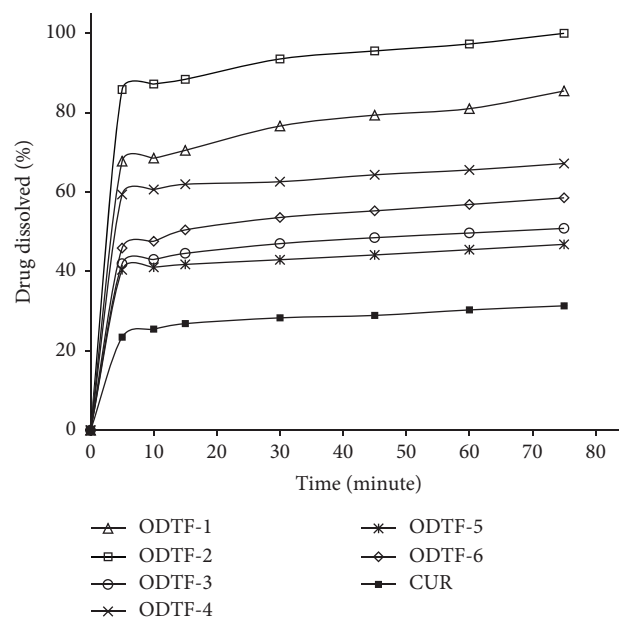 100
80
60
40
20
0
Drug dissolved (%)
0 10 20 30 40 50 60 70 80
Time (minute)
ODTF-1
ODTF-2
ODTF-3
ODTF-4
ODTF-5
ODTF-6
CUR